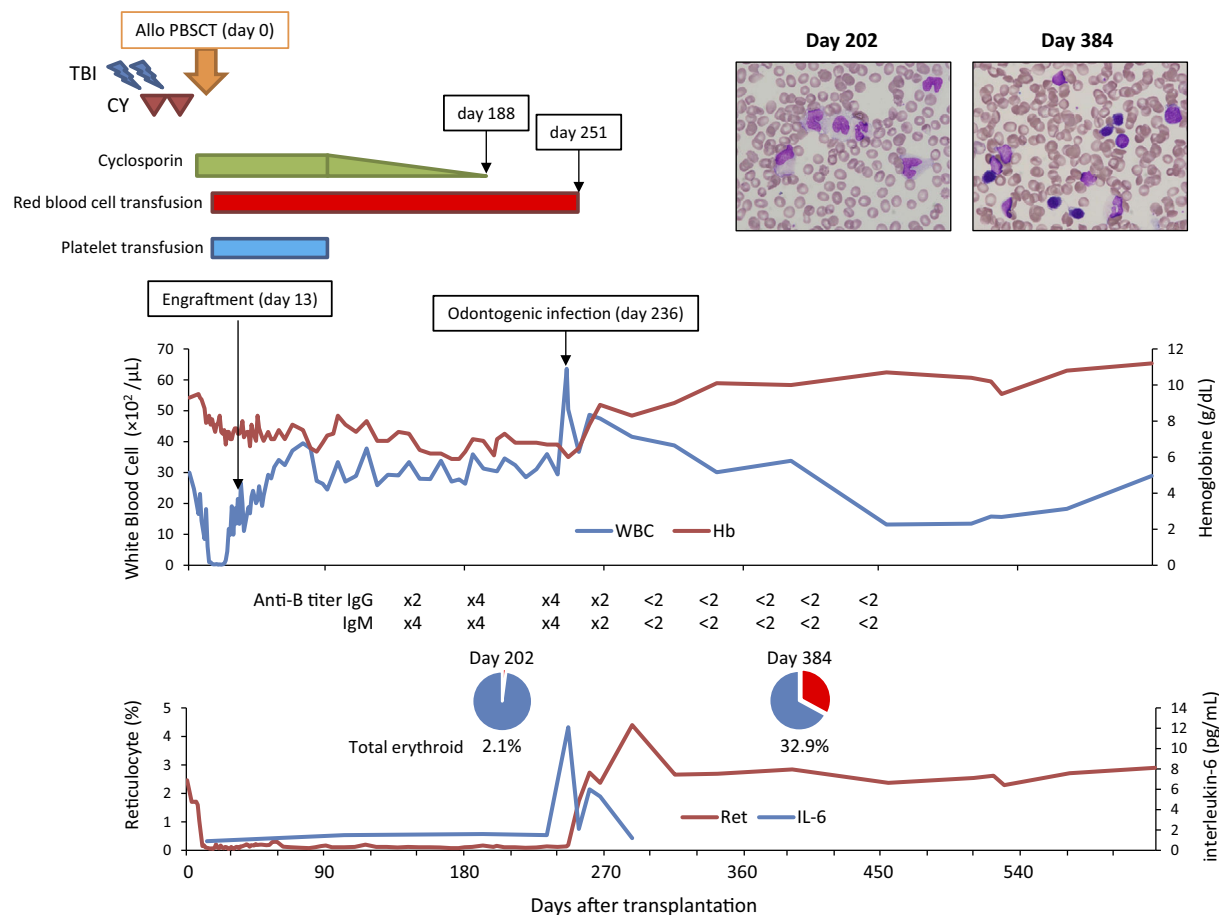 Allo PBSCT (day 0)
TBI
CY
Day 202
Day 384
day 188
day 251
Cyclosporin
Red blood cell transfusion
Platelet transfusion
Engraftment (day 13)
Odontogenic infection (day 236)
White Blood Cell (×10² /μL)
70
60
50
40
30
20
10
0
12
10
8
6
4
2
0
Hemoglobine (g/dL)
WBC
Hb
Anti-B titer IgG x2 x4 x4 x2 <2 <2 <2 <2 <2
IgM x4 x4 x4 x2 <2 <2 <2 <2 <2
Day 202
Day 384
Total erythroid 2.1% 32.9%
Reticulocyte (%)
5
4
3
2
1
0
14
12
10
8
6
4
2
0
interleukin-6 (pg/mL)
Ret
IL-6
0 90 180 270 360 450 540
Days after transplantation